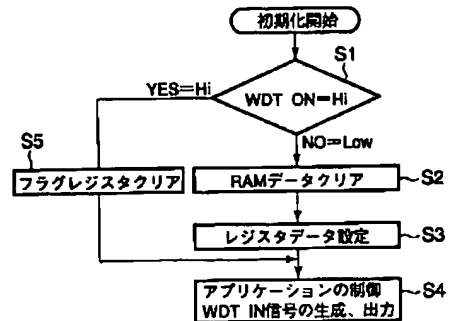 初期化開始
S1
YES=Hi
WDT ON=Hi
NO=Low
S5
フラグレジスタクリア
RAMデータクリア
S2
レジスタデータ設定
S3
アプリケーションの制御
WDT IN信号の生成、出力
S4